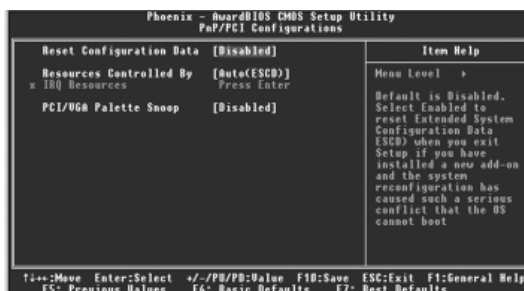 Phoenix - AwardBIOS CMOS Setup Utility
PnP/PCI Configurations
Reset Configuration Data [Disabled]
Resources Controlled By [Auto(ESCD)]
x IRQ Resources Press Enter
PCI/VGA Palette Snoop [Disabled]
Item Help
Menu Level ▸
Default is Disabled.
Select Enabled to
reset Extended System
Configuration Data
ESCD) when you exit
Setup if you have
installed a new add-on
and the system
reconfiguration has
caused such a serious
conflict that the OS
cannot boot
↑↓→←:Move Enter:Select +/-/PU/PD:Value F10:Save ESC:Exit F1:General Help
F5: Previous Values F6: Basic Defaults F7: Best Defaults